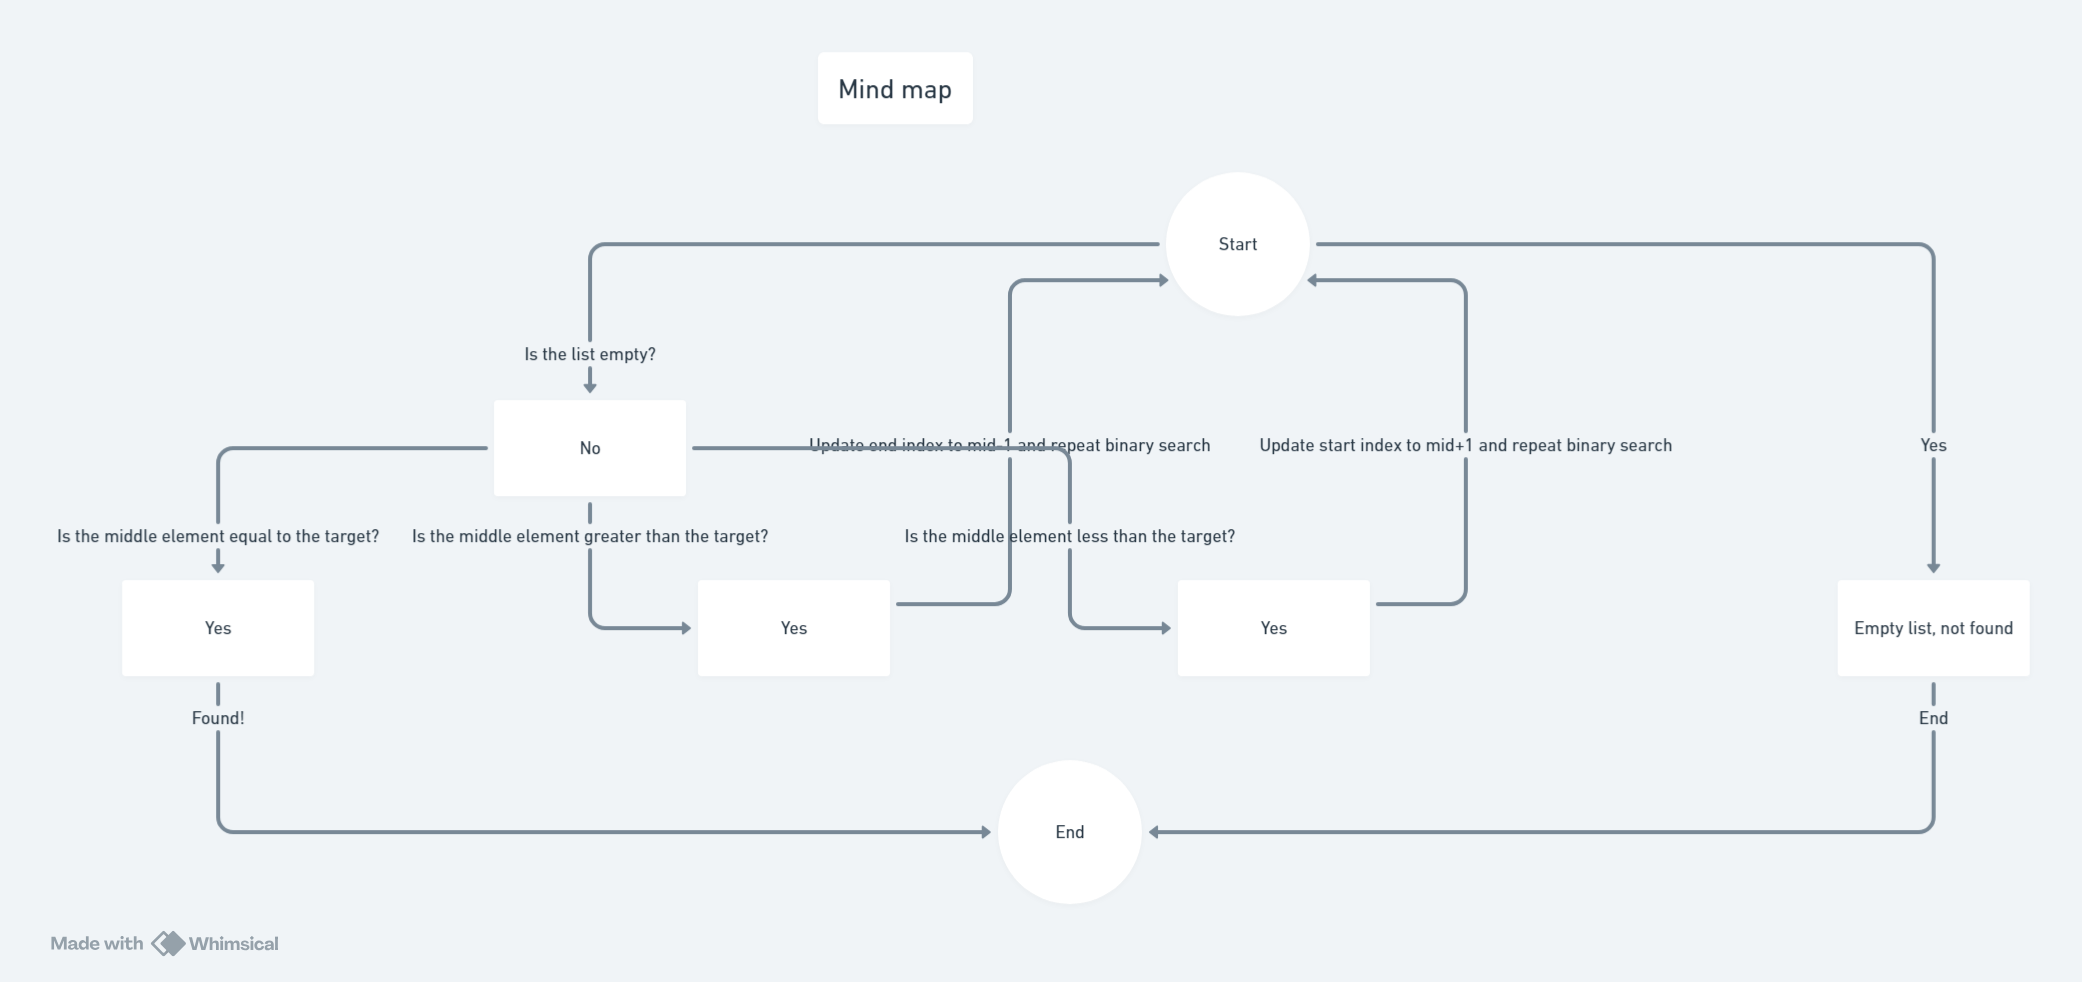 Mind map
Start
Is the list empty?
No
Update end index to mid-1 and repeat binary search
Update start index to mid+1 and repeat binary search
Yes
Is the middle element equal to the target?
Is the middle element greater than the target?
Is the middle element less than the target?
Yes
Yes
Yes
Empty list, not found
Found!
End
End
Made with Whimsical